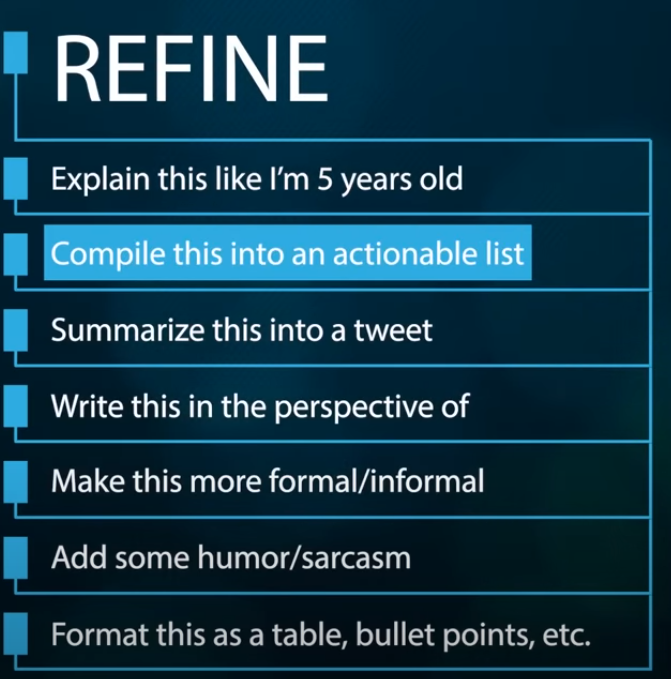 REFINE
Explain this like I'm 5 years old
Compile this into an actionable list
Summarize this into a tweet
Write this in the perspective of
Make this more formal/informal
Add some humor/sarcasm
Format this as a table, bullet points, etc.